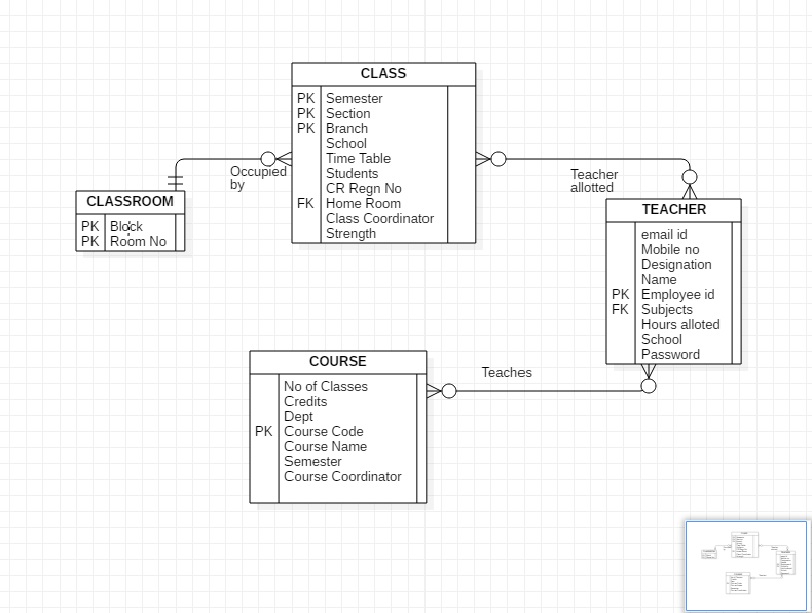 CLASS
PK Semester
PK Section
PK Branch
School
Time Table
Students
CR Regn No
FK Home Room
Class Coordinator
Strength
Occupied
by
Teacher
allotted
CLASSROOM
PK Block
PK Room No
TEACHER
email id
Mobile no
Designation
Name
PK Employee id
FK Subjects
Hours alloted
School
Password
Teaches
COURSE
No of Classes
Credits
Dept
PK Course Code
Course Name
Semester
Course Coordinator